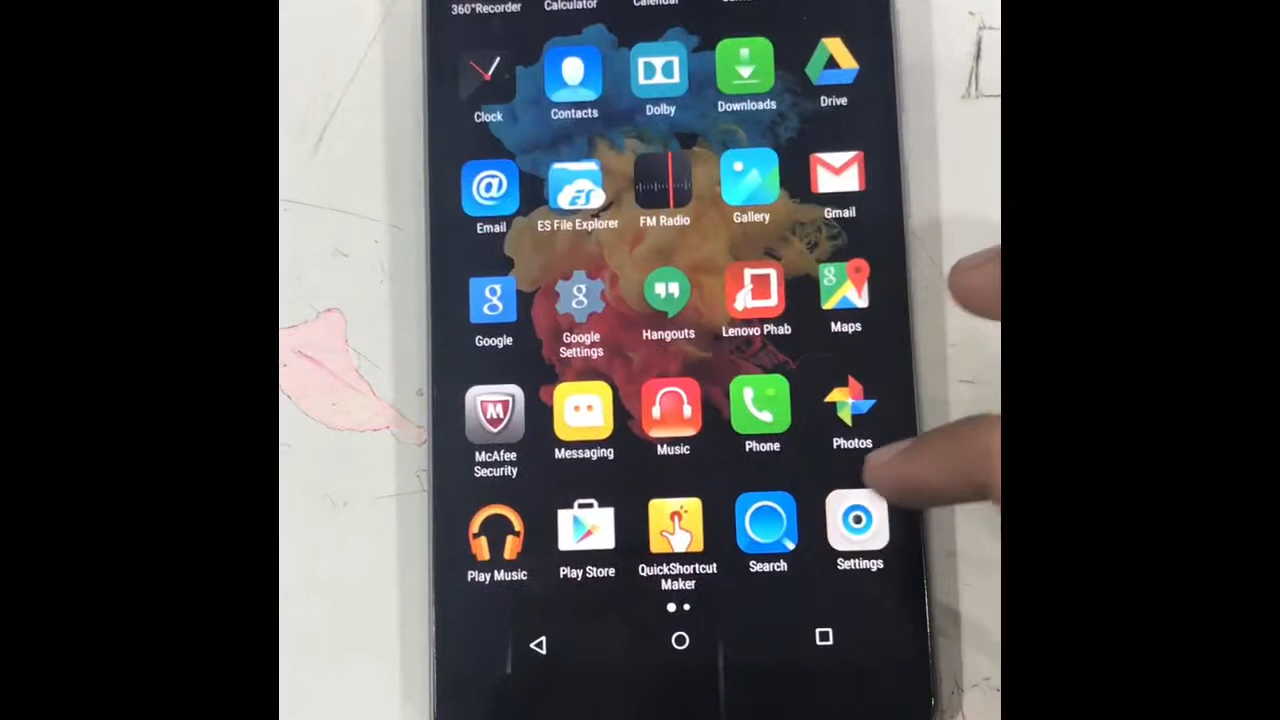 360°Recorder Calculator Calendar
Clock Contacts Dolby Downloads Drive
@ ES
Email ES File Explorer FM Radio Gallery Gmail
g g g
Google Google Settings Hangouts Lenovo Phab Maps
M
McAfee Security Messaging Music Phone Photos
Play Music Play Store QuickShortcut Maker Search Settings